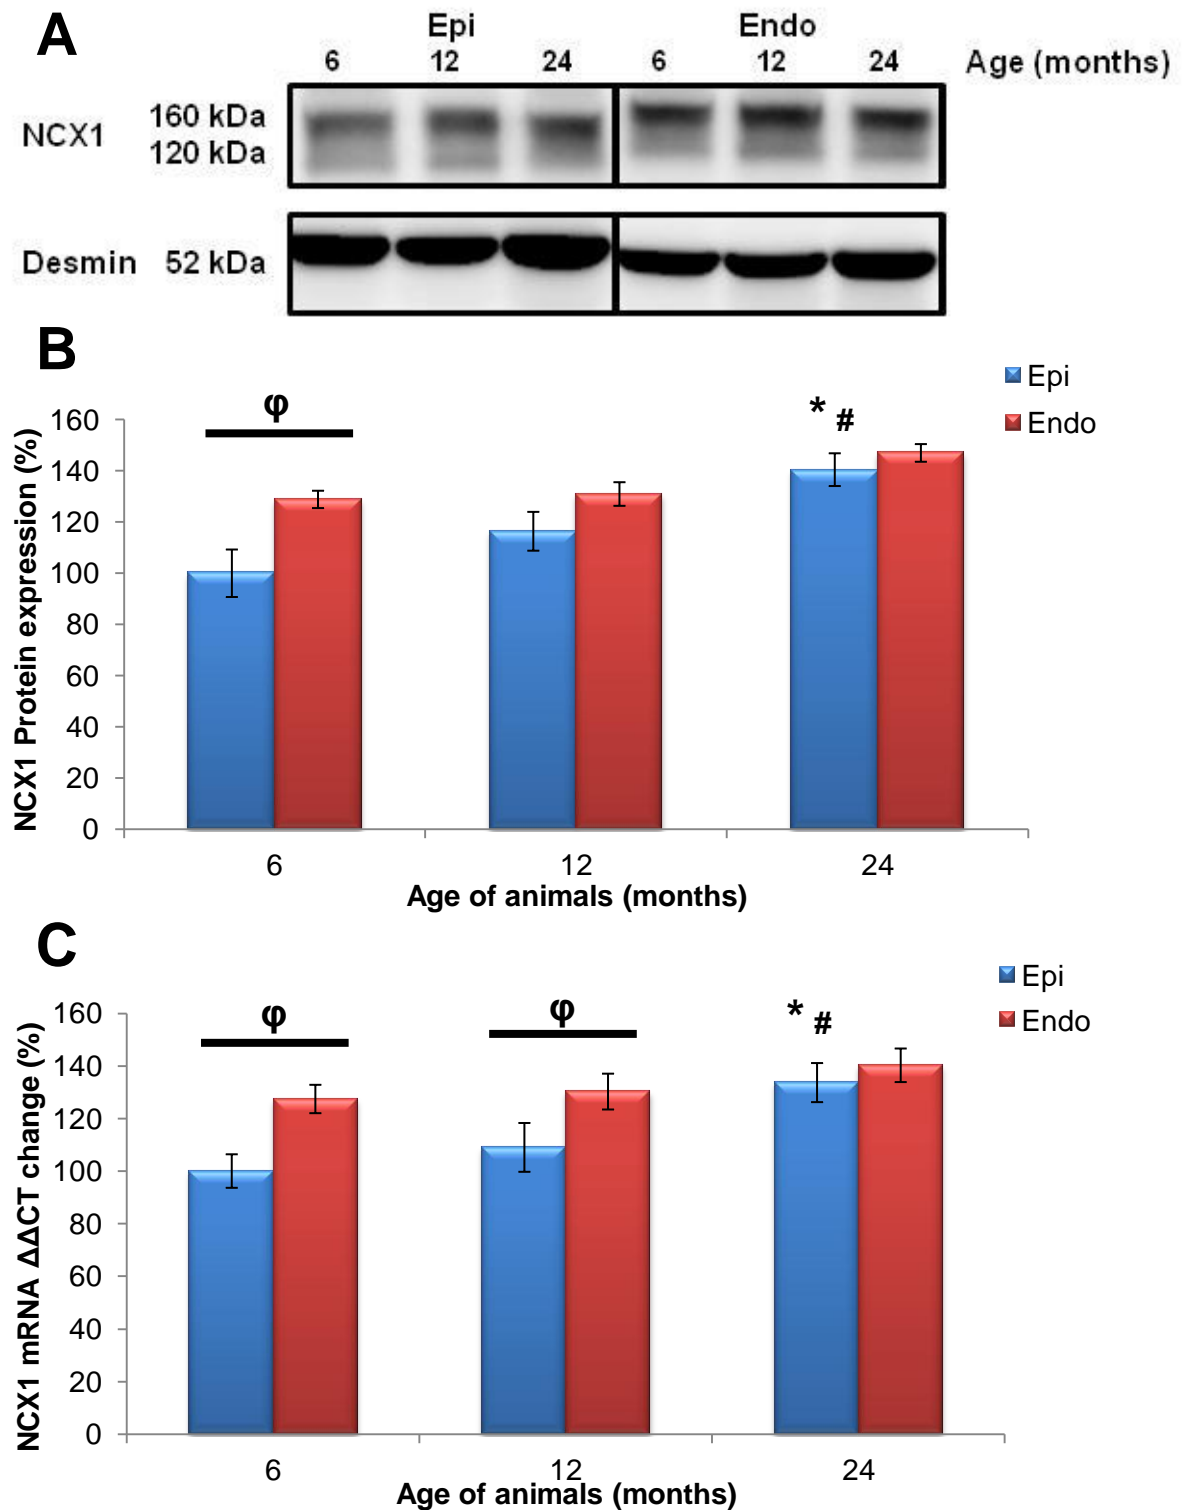 A
Epi Endo
6 12 24 6 12 24 Age (months)
NCX1 160 kDa
120 kDa
Desmin 52 kDa
B
Epi
Endo
φ
* #
NCX1 Protein expression (%)
160
140
120
100
80
60
40
20
0
6 12 24
Age of animals (months)
C
Epi
Endo
φ φ * #
NCX1 mRNA ΔΔCT change (%)
160
140
120
100
80
60
40
20
0
6 12 24
Age of animals (months)